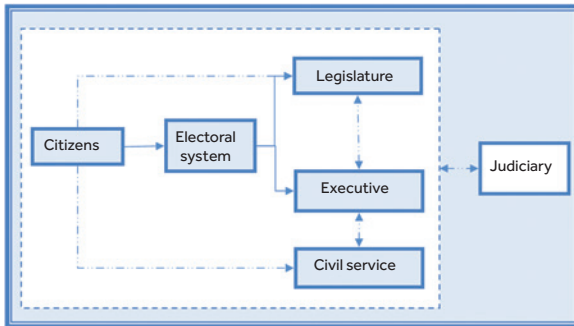 Legislature
Citizens
Electoral
system
Judiciary
Executive
Civil service